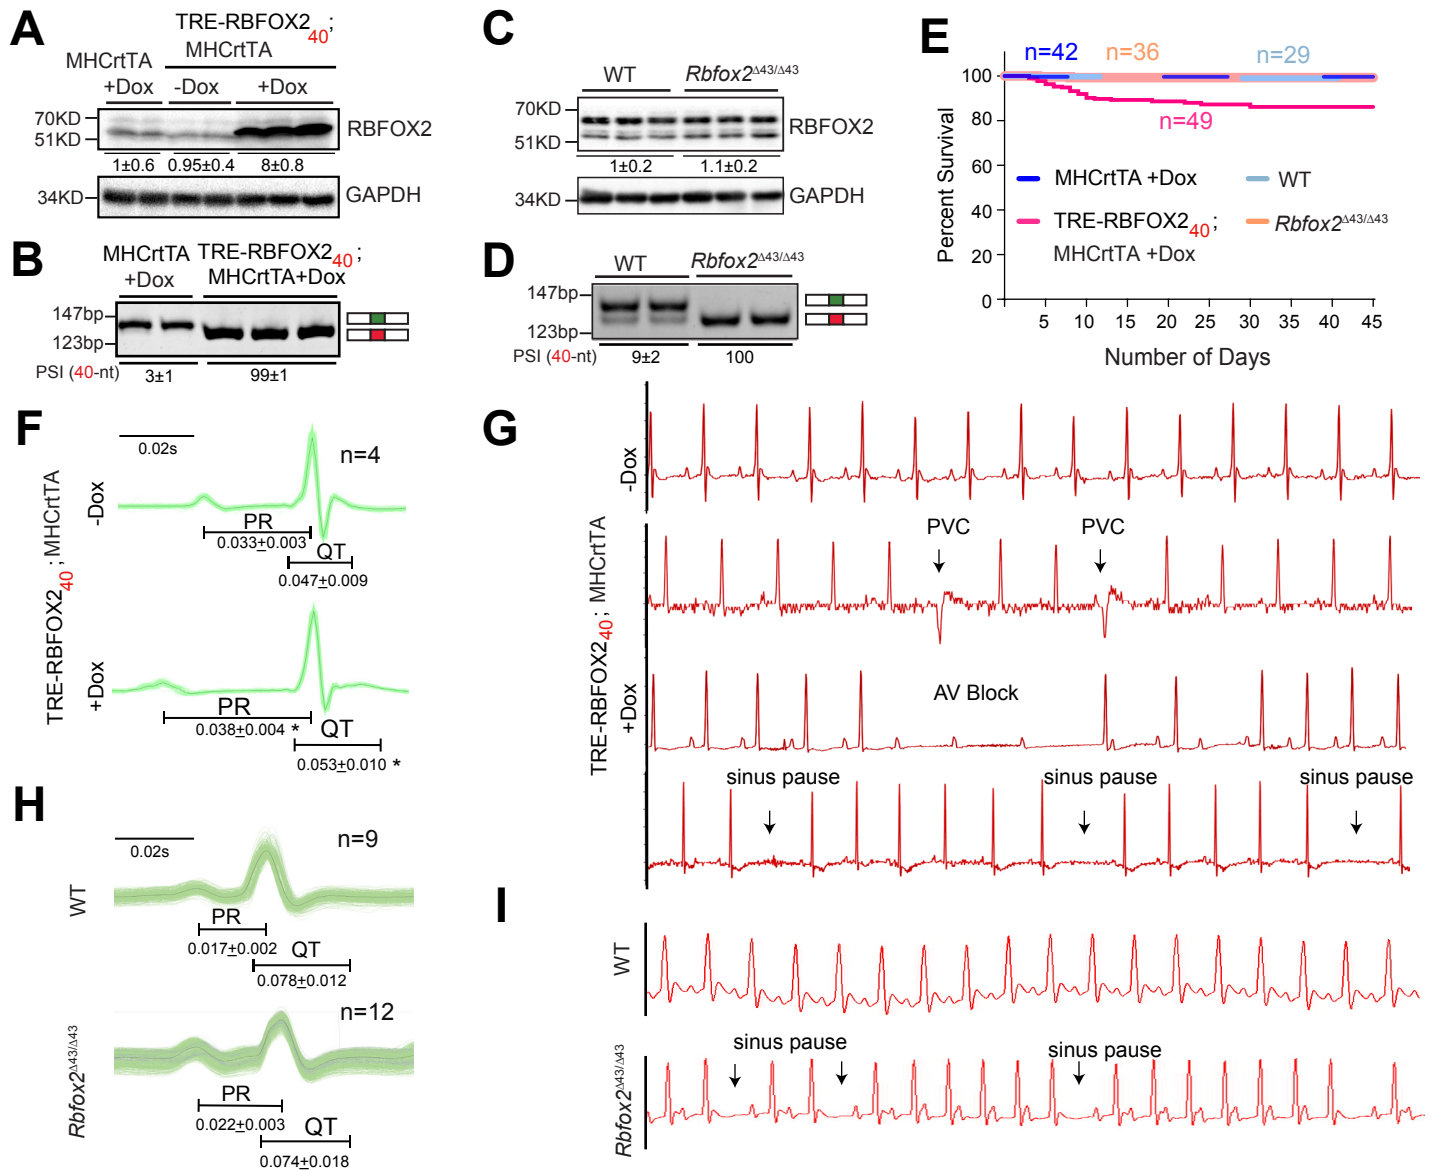 A
TRE-RBFOX240;
MHCrtTA
MHCrtTA
+Dox
-Dox
+Dox
70KD
51KD
RBFOX2
1±0.6
0.95±0.4
8±0.8
34KD
GAPDH
B
MHCrtTA
+Dox
TRE-RBFOX240;
MHCrtTA+Dox
147bp
123bp
PSI (40-nt)
3±1
99±1
C
WT
Rbfox2Δ43/Δ43
70KD
51KD
RBFOX2
1±0.2
1.1±0.2
34KD
GAPDH
D
WT
Rbfox2Δ43/Δ43
147bp
123bp
PSI (40-nt)
9±2
100
E
n=42
n=36
n=29
n=49
Percent Survival
100
80
60
40
20
0
5
10
15
20
25
30
35
40
45
Number of Days
MHCrtTA +Dox
WT
TRE-RBFOX240;
MHCrtTA +Dox
Rbfox2Δ43/Δ43
F
0.02s
n=4
TRE-RBFOX240; MHCrtTA
-Dox
PR
0.033±0.003
QT
0.047±0.009
+Dox
PR
0.038±0.004 *
QT
0.053±0.010 *
G
-Dox
TRE-RBFOX240; MHCrtTA
+Dox
PVC
PVC
AV Block
sinus pause
sinus pause
sinus pause
H
0.02s
n=9
WT
PR
0.017±0.002
QT
0.078±0.012
n=12
Rbfox2Δ43/Δ43
PR
0.022±0.003
QT
0.074±0.018
I
WT
Rbfox2Δ43/Δ43
sinus pause
sinus pause